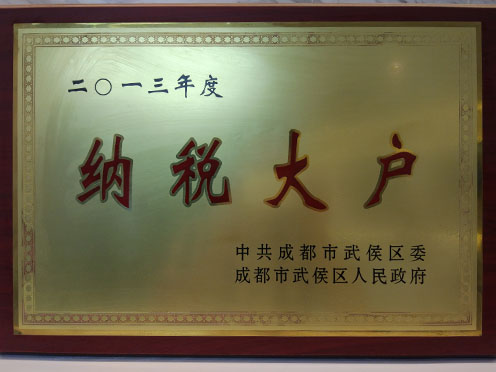 二〇一三年度
纳税大户
中共成都市武侯区委
成都市武侯区人民政府